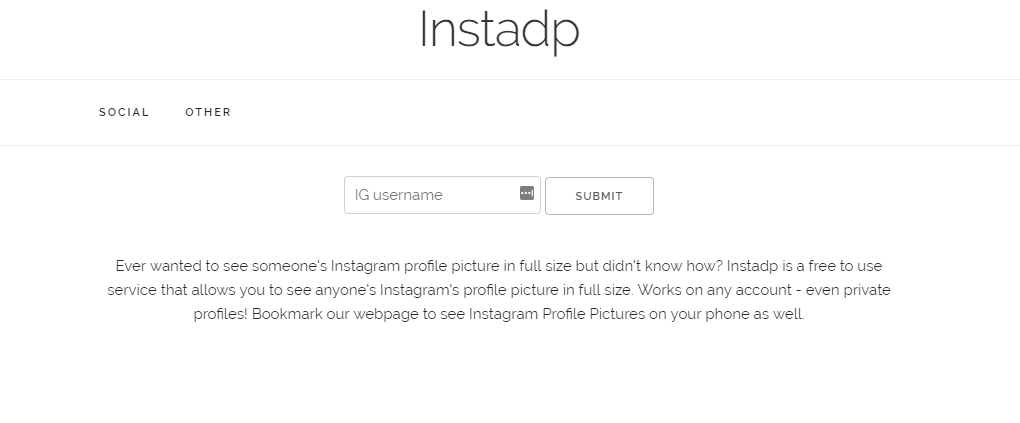 Instadp
SOCIAL OTHER
IG username SUBMIT
Ever wanted to see someone's Instagram profile picture in full size but didn't know how? Instadp is a free to use
service that allows you to see anyone's Instagram's profile picture in full size. Works on any account - even private
profiles! Bookmark our webpage to see Instagram Profile Pictures on your phone as well.